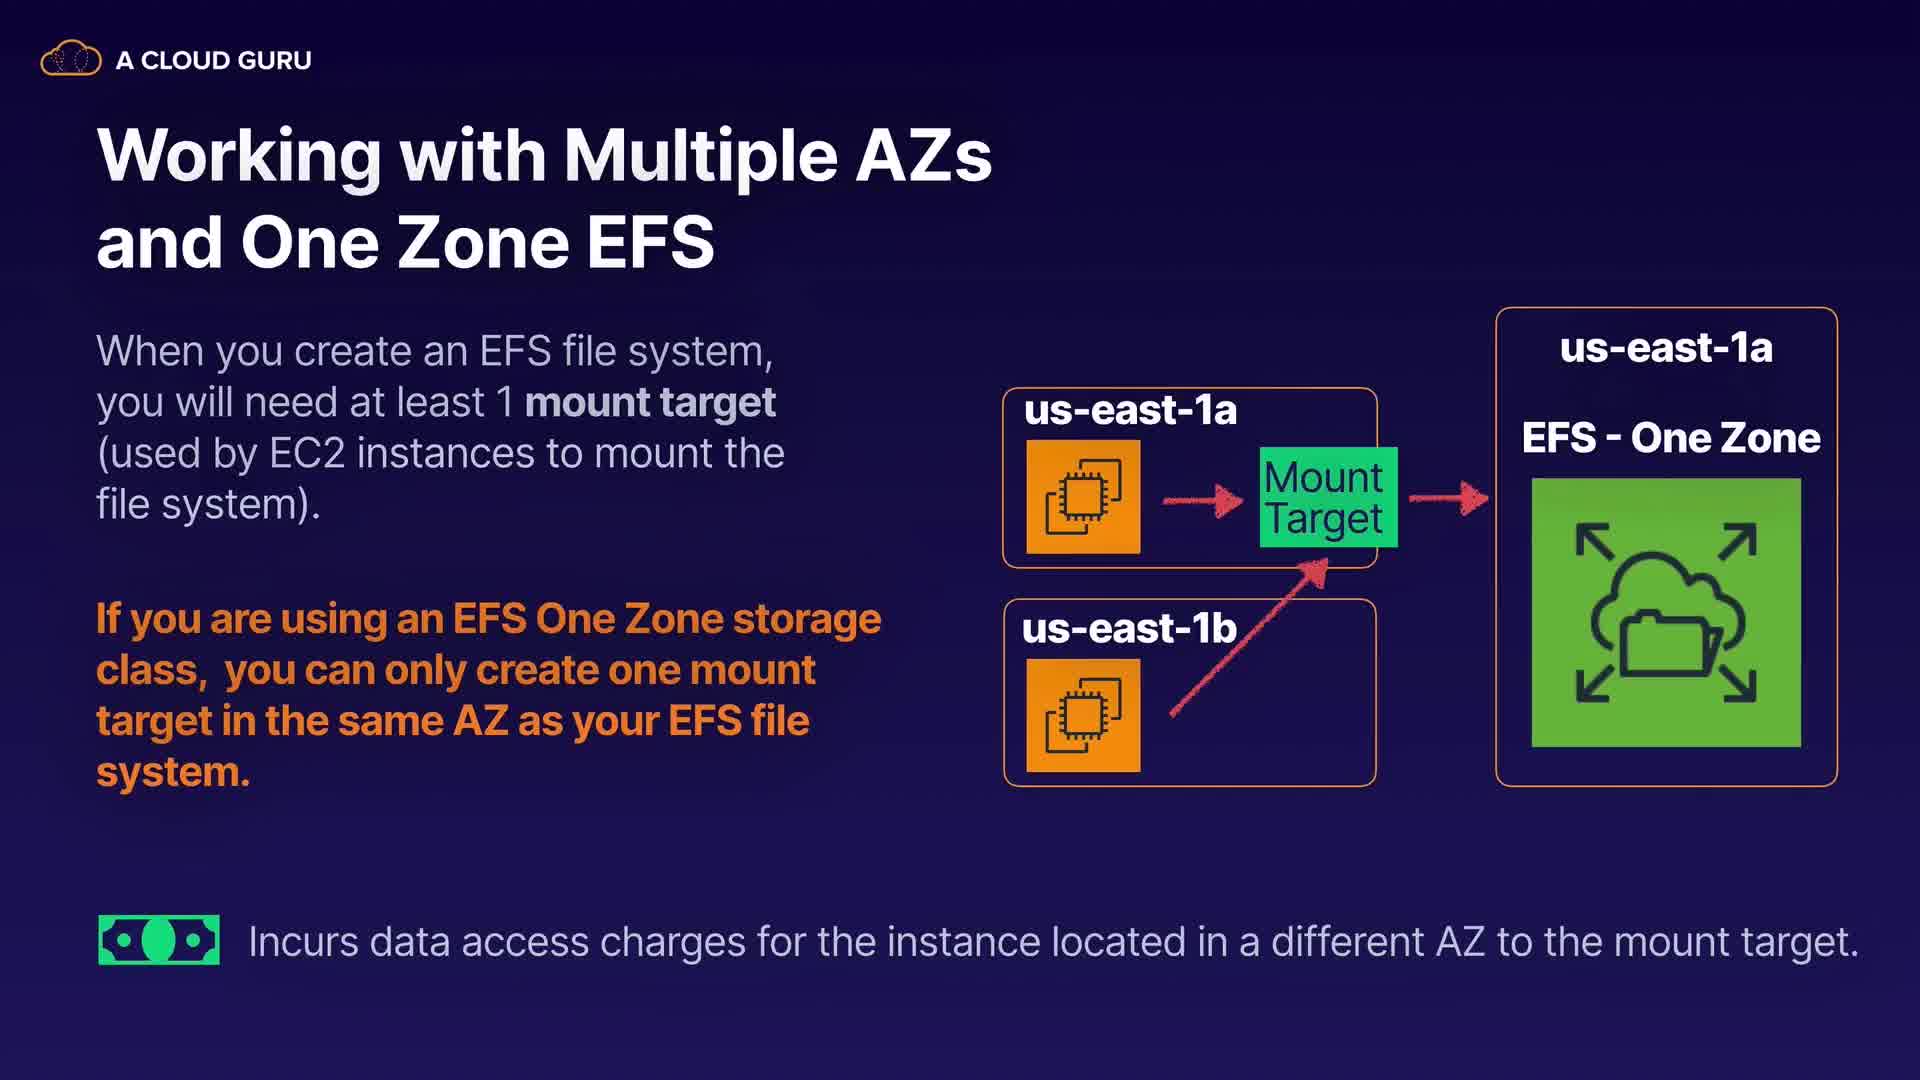 A CLOUD GURU
Working with Multiple AZs
and One Zone EFS
When you create an EFS file system,
you will need at least 1 mount target
(used by EC2 instances to mount the
file system).
If you are using an EFS One Zone storage
class, you can only create one mount
target in the same AZ as your EFS file
system.
us-east-1a
Mount
Target
us-east-1b
us-east-1a
EFS - One Zone
Incurs data access charges for the instance located in a different AZ to the mount target.